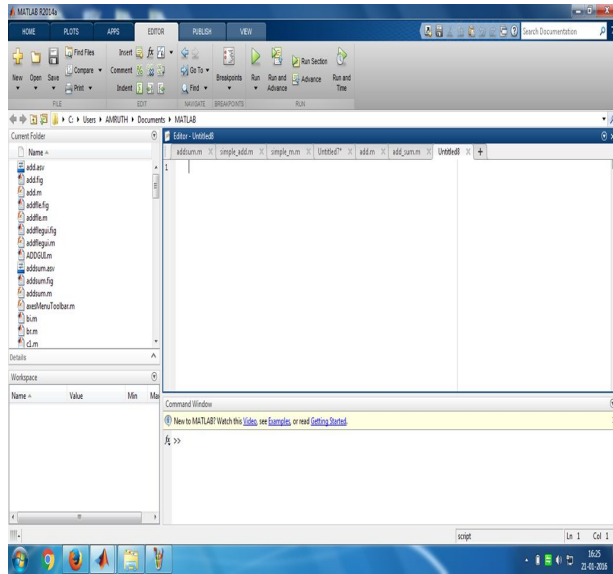 MATLAB R2014a
HOME PLOTS APPS EDITOR PUBLISH VIEW Search Documentation
New Open Save Find Files Compare Print Insert Comment Indent Go To Find Breakpoints Run Run and Advance Run Section Advance Run and Time
FILE EDIT NAVIGATE BREAKPOINTS RUN
C: Users AMRUTH Documents MATLAB
Current Folder
Name
add.asv
add.fig
add.m
addfle.fig
addfle.m
addflegui.fig
addflegui.m
ADDGUI.m
addsum.asv
addsum.fig
addsum.m
axesMenuToolbar.m
bi.m
br.m
c1.m
Details
Workspace
Name Value Min Max
Editor - Untitled8
addsum.m simple_add.m simple_m.m Untitled7* add.m add_sum.m Untitled8
1
Command Window
New to MATLAB? Watch this Video, see Examples, or read Getting Started.
fx >>
script Ln 1 Col 1
16:25
21-01-2016